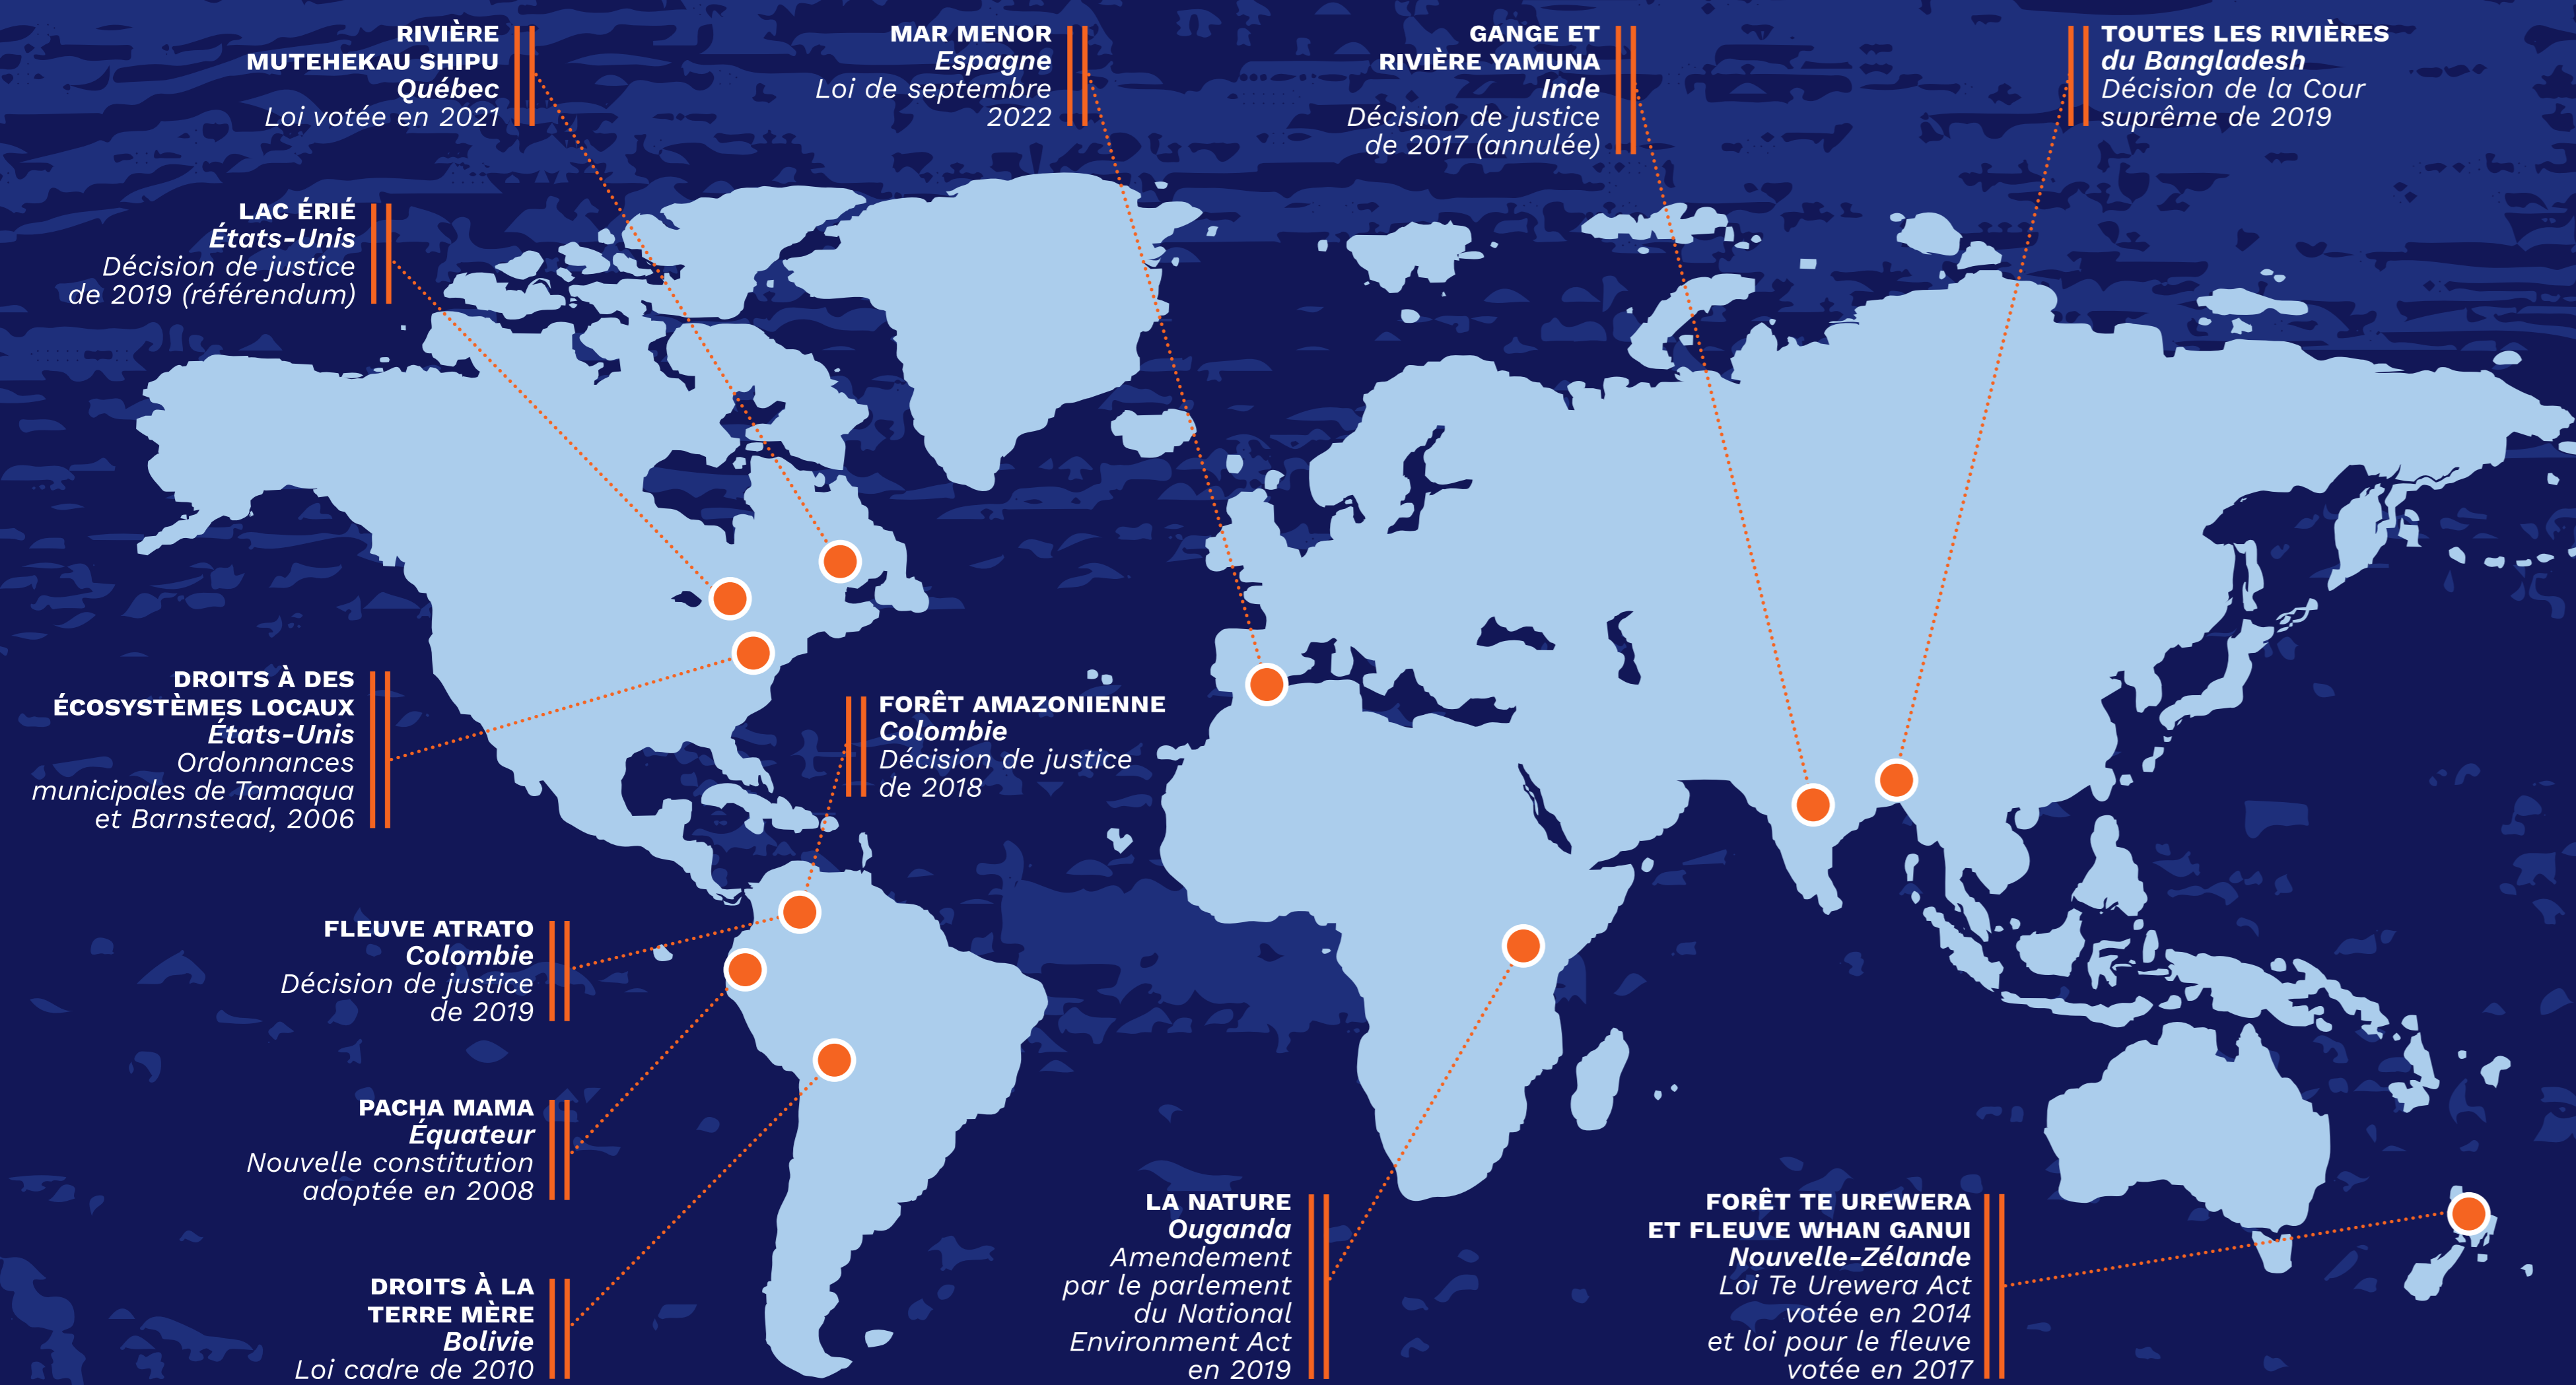 RIVIÈRE
MUTEHEKAU SHIPU
Québec
Loi votée en 2021
MAR MENOR
Espagne
Loi de septembre
2022
GANGE ET
RIVIÈRE YAMUNA
Inde
Décision de justice
de 2017 (annulée)
TOUTES LES RIVIÈRES
du Bangladesh
Décision de la Cour
suprême de 2019
LAC ÉRIÉ
États-Unis
Décision de justice
de 2019 (référendum)
DROITS À DES
ÉCOSYSTÈMES LOCAUX
États-Unis
Ordonnances
municipales de Tamaqua
et Barnstead, 2006
FORÊT AMAZONIENNE
Colombie
Décision de justice
de 2018
FLEUVE ATRATO
Colombie
Décision de justice
de 2019
PACHA MAMA
Équateur
Nouvelle constitution
adoptée en 2008
DROITS À LA
TERRE MÈRE
Bolivie
Loi cadre de 2010
LA NATURE
Ouganda
Amendement
par le parlement
du National
Environment Act
en 2019
FORÊT TE UREWERA
ET FLEUVE WHAN GANUI
Nouvelle-Zélande
Loi Te Urewera Act
votée en 2014
et loi pour le fleuve
votée en 2017